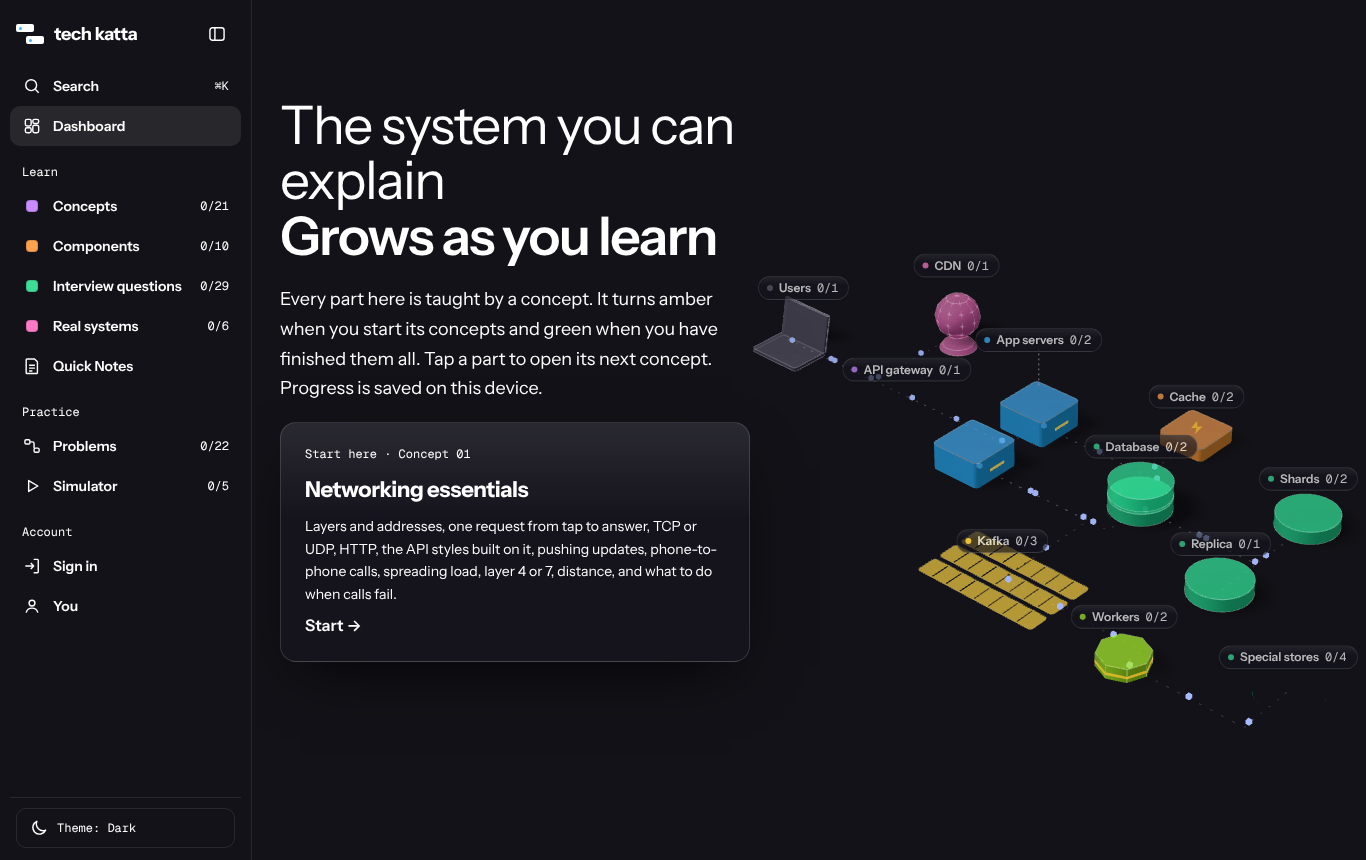 tech katta
Search ⌘K
Dashboard
Learn
Concepts 0/21
Components 0/10
Interview questions 0/29
Real systems 0/6
Quick Notes
Practice
Problems 0/22
Simulator 0/5
Account
Sign in
You
Theme: Dark
The system you can
explain
Grows as you learn
Every part here is taught by a concept. It turns amber
when you start its concepts and green when you have
finished them all. Tap a part to open its next concept.
Progress is saved on this device.
Start here · Concept 01
Networking essentials
Layers and addresses, one request from tap to answer, TCP or
UDP, HTTP, the API styles built on it, pushing updates, phone-to-
phone calls, spreading load, layer 4 or 7, distance, and what to do
when calls fail.
Start →
CDN 0/1
Users 0/1
App servers 0/2
API gateway 0/1
Cache 0/2
Database 0/2
Shards 0/2
Kafka 0/3
Replica 0/1
Workers 0/2
Special stores 0/4